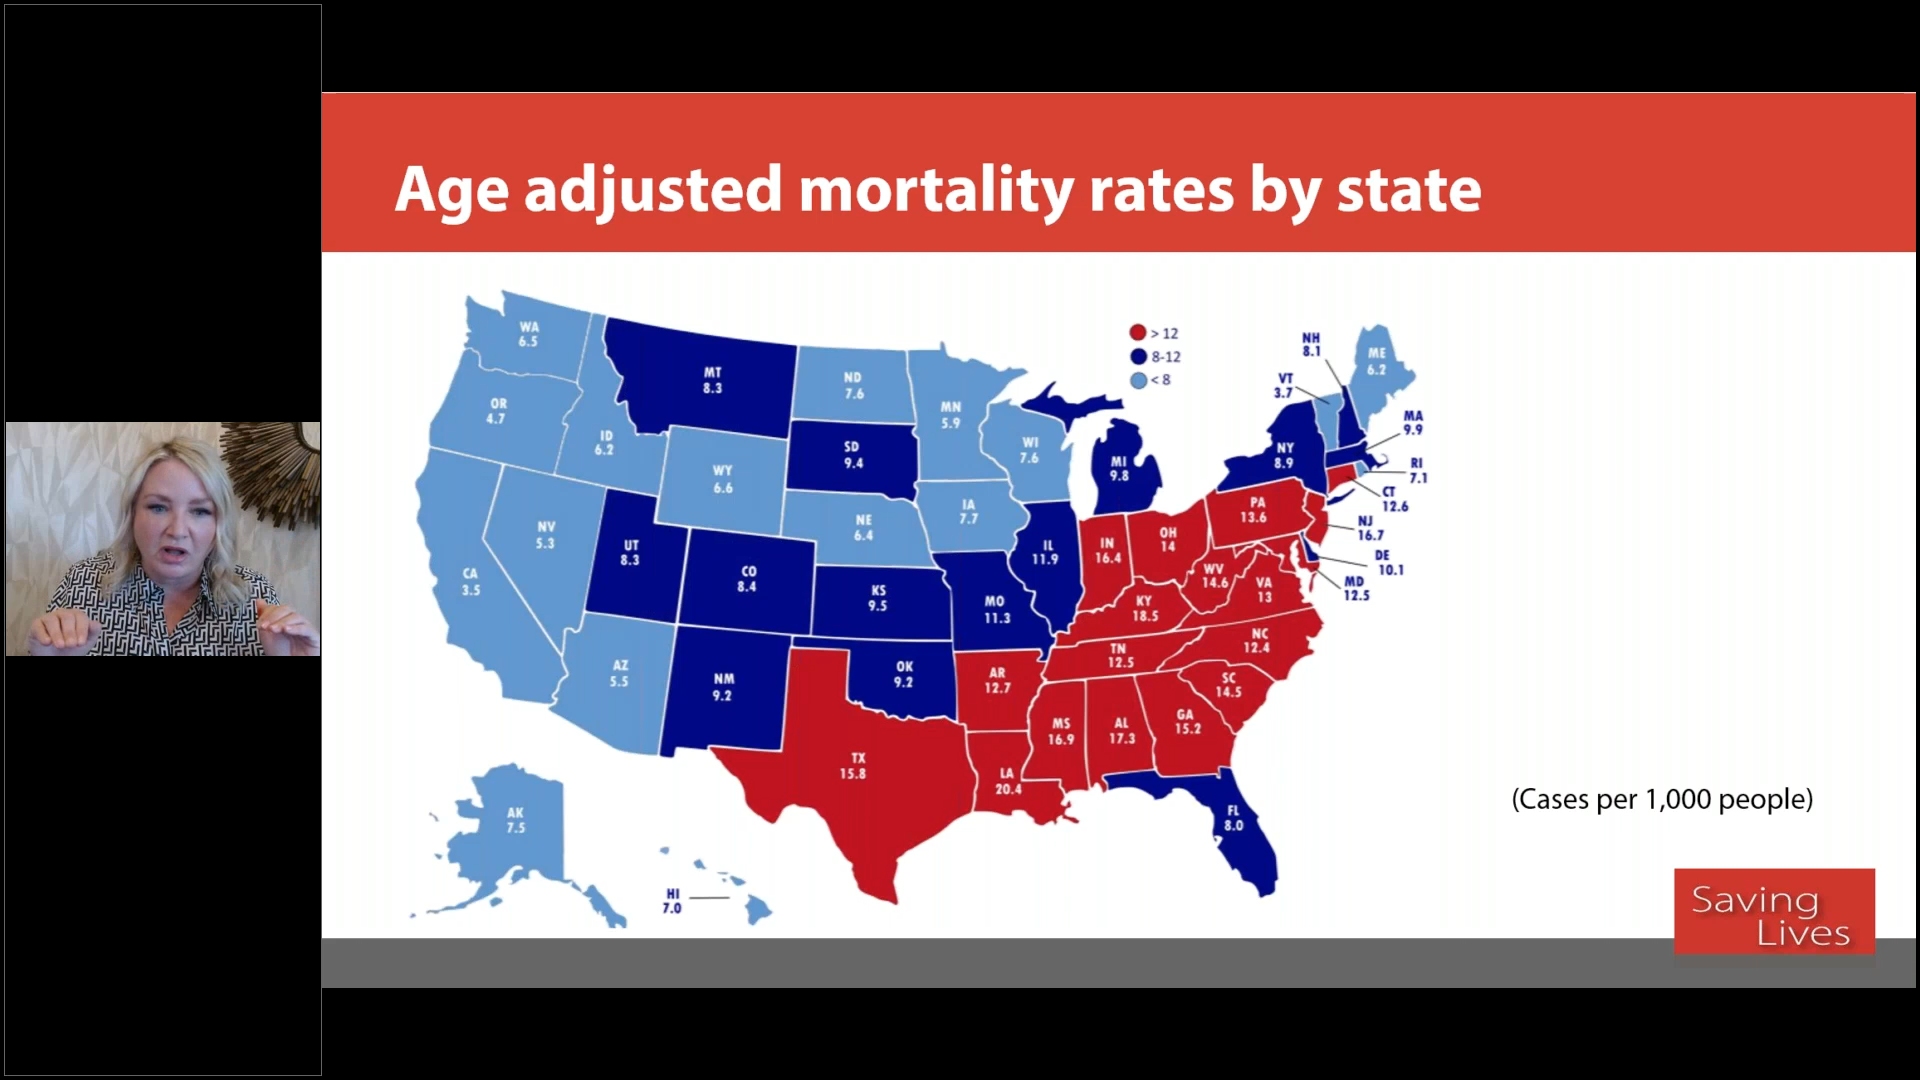 Age adjusted mortality rates by state
> 12
8-12
< 8
WA
6.5
OR
4.7
CA
3.5
NV
5.3
ID
6.2
MT
8.3
WY
6.6
UT
8.3
CO
8.4
AZ
5.5
NM
9.2
ND
7.6
SD
9.4
NE
6.4
KS
9.5
OK
9.2
TX
15.8
MN
5.9
IA
7.7
MO
11.3
AR
12.7
LA
20.4
WI
7.6
IL
11.9
MI
9.8
IN
16.4
OH
14
KY
18.5
TN
12.5
MS
16.9
AL
17.3
GA
15.2
FL
8.0
SC
14.5
NC
12.4
VA
13
WV
14.6
PA
13.6
NY
8.9
VT
3.7
NH
8.1
ME
6.2
MA
9.9
RI
7.1
CT
12.6
NJ
16.7
DE
10.1
MD
12.5
AK
7.5
HI
7.0
(Cases per 1,000 people)
Saving
Lives